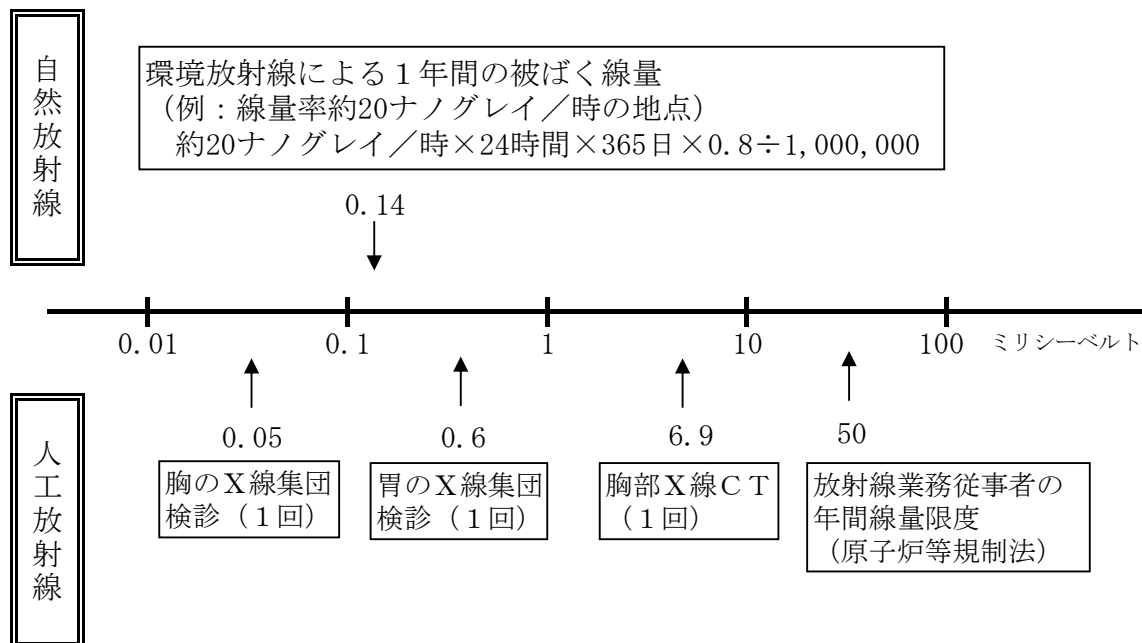 自然放射線
環境放射線による１年間の被ばく線量
（例：線量率約20ナノグレイ／時の地点）
約20ナノグレイ／時×24時間×365日×0.8÷1,000,000
0.14
0.01 0.1 1 10 100 ミリシーベルト
人工放射線
0.05 0.6 6.9 50
胸のＸ線集団
検診（１回）
胃のＸ線集団
検診（１回）
胸部Ｘ線ＣＴ
（１回）
放射線業務従事者の
年間線量限度
（原子炉等規制法）